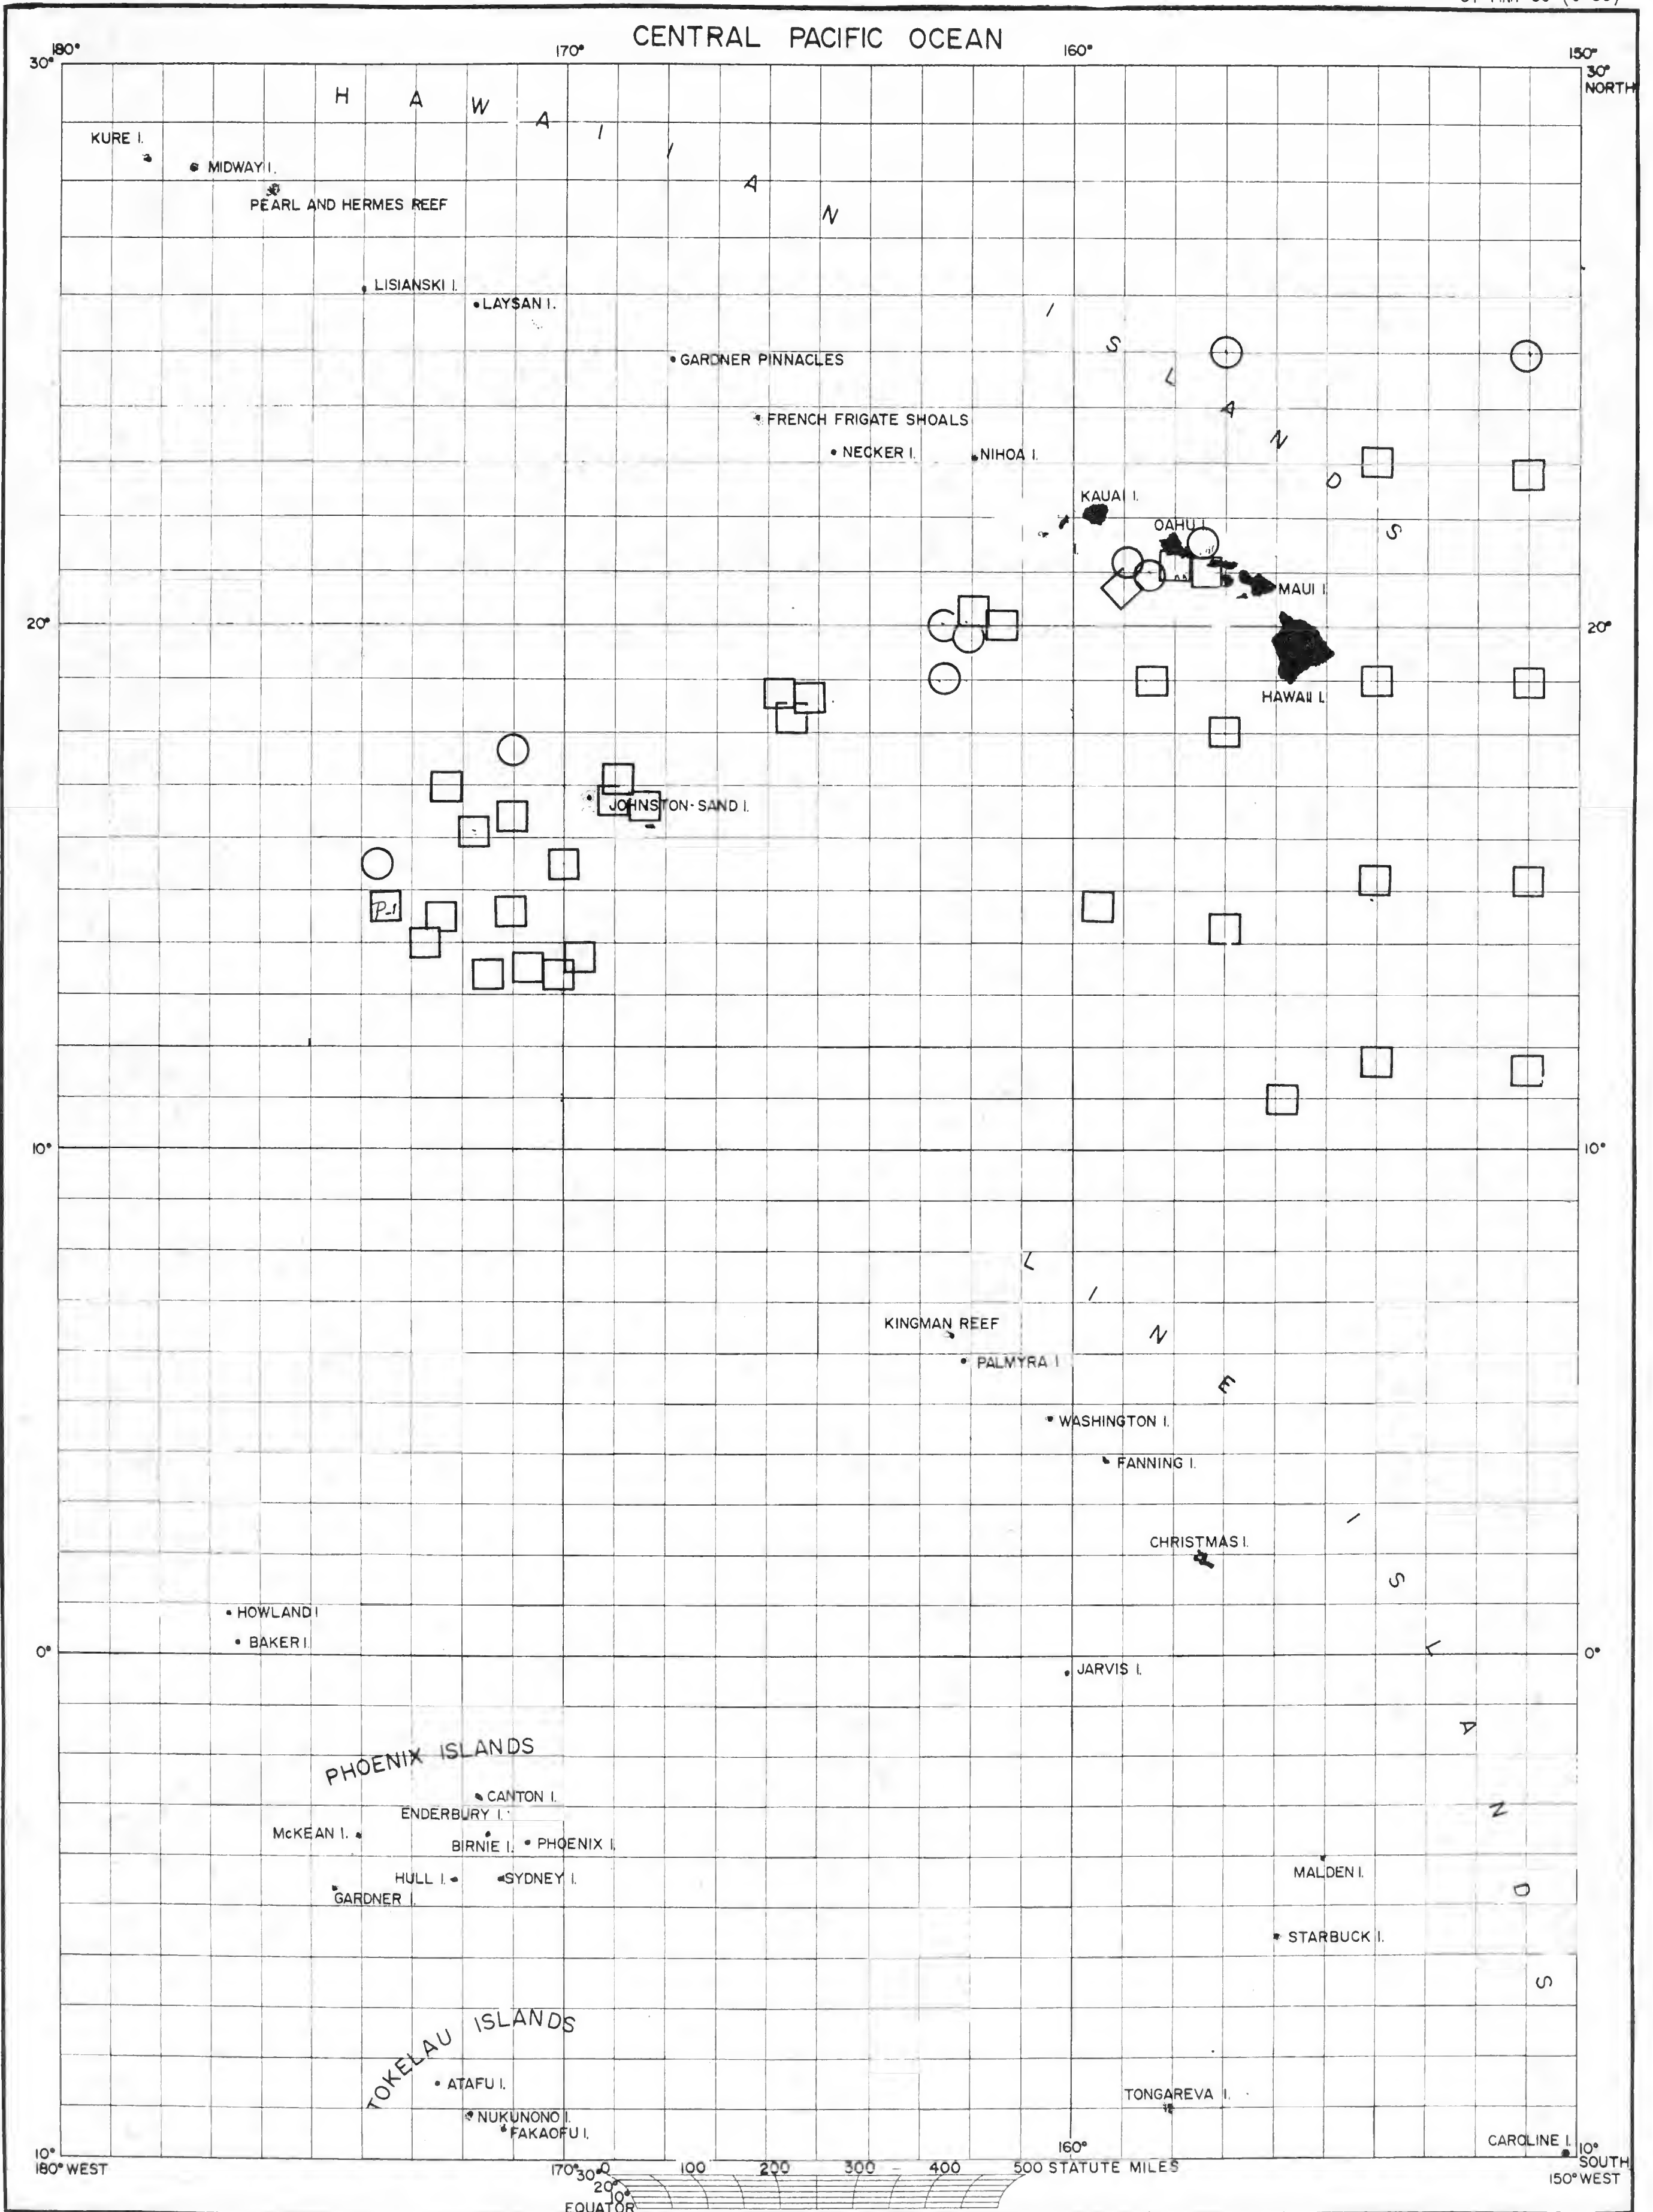 CENTRAL PACIFIC OCEAN
180° 170° 160° 150°
30° 30°
NORTH
HAWAIIAN ISLANDS
KURE I.
MIDWAY I.
PEARL AND HERMES REEF
LISIANSKI I.
LAYSAN I.
GARDNER PINNACLES
FRENCH FRIGATE SHOALS
NECKER I.
NIHOA I.
KAUAI I.
OAHU I.
MAUI I.
20° 20°
HAWAII I.
JOHNSTON-SAND I.
P-1
10° 10°
LINE ISLANDS
KINGMAN REEF
PALMYRA I.
WASHINGTON I.
FANNING I.
CHRISTMAS I.
HOWLAND I
BAKER I.
0° 0°
JARVIS I.
PHOENIX ISLANDS
CANTON I.
ENDERBURY I.
McKEAN I.
BIRNIE I.
PHOENIX I.
HULL I.
SYDNEY I.
GARDNER I.
MALDEN I.
STARBUCK I.
TOKELAU ISLANDS
ATAFU I.
NUKUNONO I.
FAKAOFU I.
TONGAREVA I.
CAROLINE I.
10° 160° 10°
SOUTH
180° WEST 170° 150° WEST
30° 0 100 200 300 400 500 STATUTE MILES
20°
10°
EQUATOR